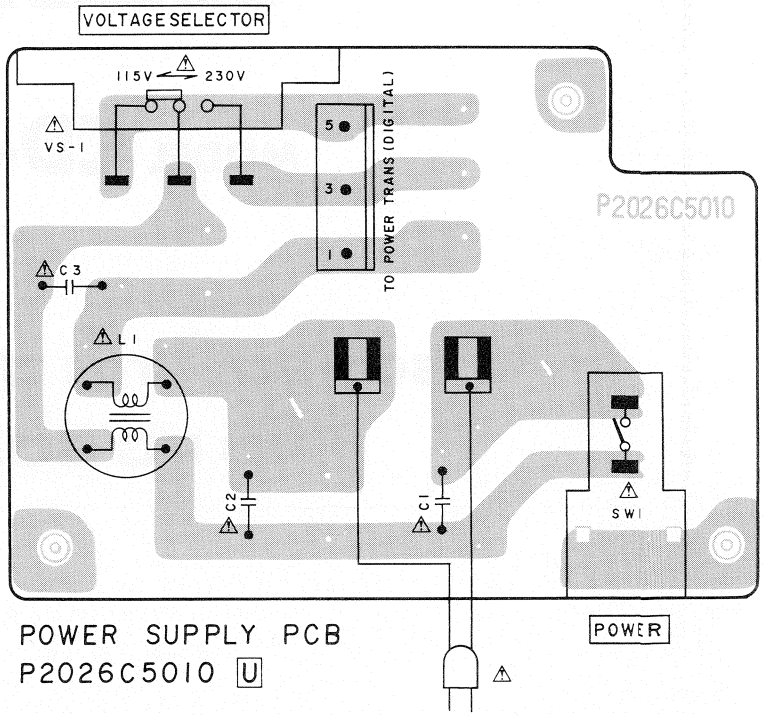 VOLTAGE SELECTOR
115V 230V
VS-1
5
3
1
TO POWER TRANS (DIGITAL)
P2026C5010
C3
L1
C2
C1
SW1
POWER
POWER SUPPLY PCB
P2026C5010 U